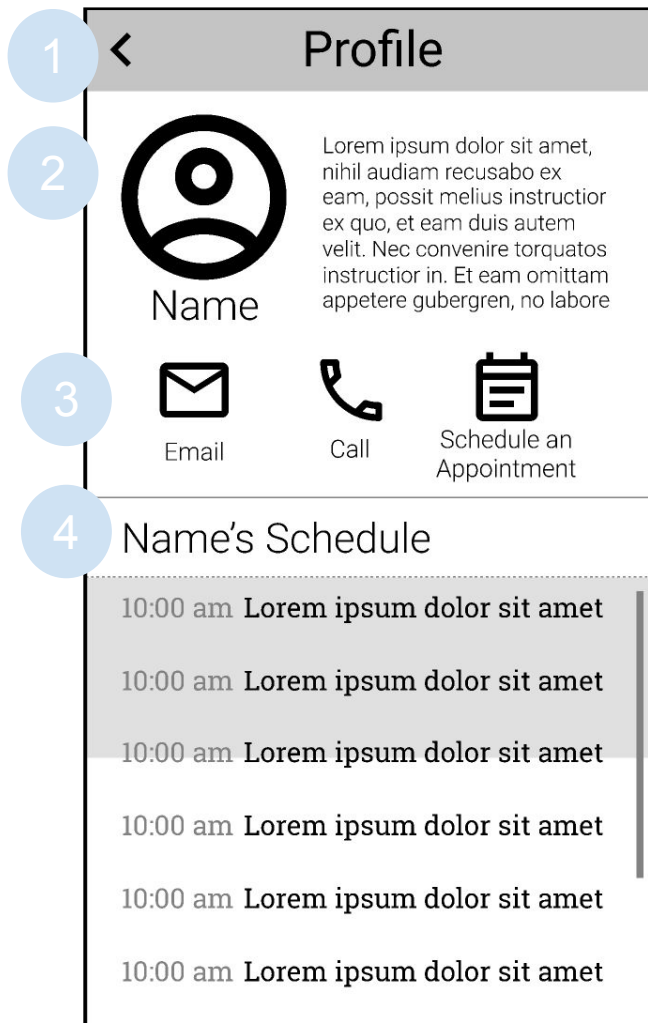 1
Profile
2
Lorem ipsum dolor sit amet,
nihil audiam recusabo ex
eam, possit melius instructior
ex quo, et eam duis autem
velit. Nec convenire torquatos
instructior in. Et eam omittam
appetere gubergren, no labore
Name
3
Email
Call
Schedule an
Appointment
4
Name's Schedule
10:00 am Lorem ipsum dolor sit amet
10:00 am Lorem ipsum dolor sit amet
10:00 am Lorem ipsum dolor sit amet
10:00 am Lorem ipsum dolor sit amet
10:00 am Lorem ipsum dolor sit amet
10:00 am Lorem ipsum dolor sit amet